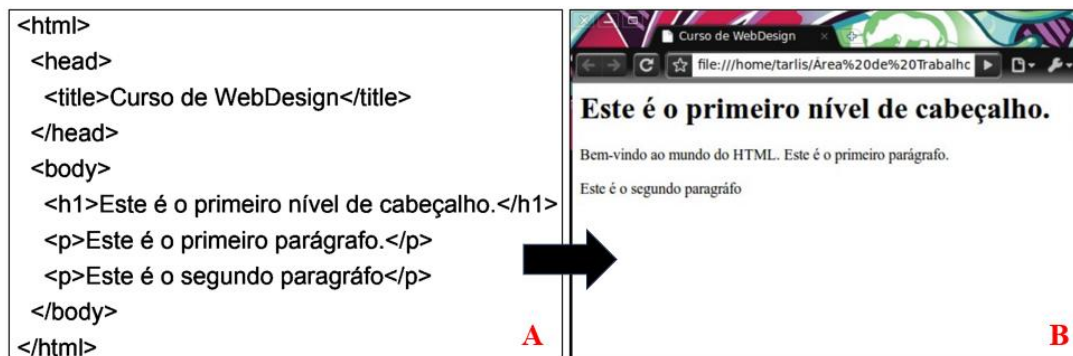 <html>
<head>
<title>Curso de WebDesign</title>
</head>
<body>
<h1>Este é o primeiro nível de cabeçalho.</h1>
<p>Este é o primeiro parágrafo.</p>
<p>Este é o segundo paragráfo</p>
</body>
</html>
A
Curso de WebDesign
file:///home/tarlis/Área%20de%20Trabalhc
Este é o primeiro nível de cabeçalho.
Bem-vindo ao mundo do HTML. Este é o primeiro parágrafo.
Este é o segundo paragráfo
B